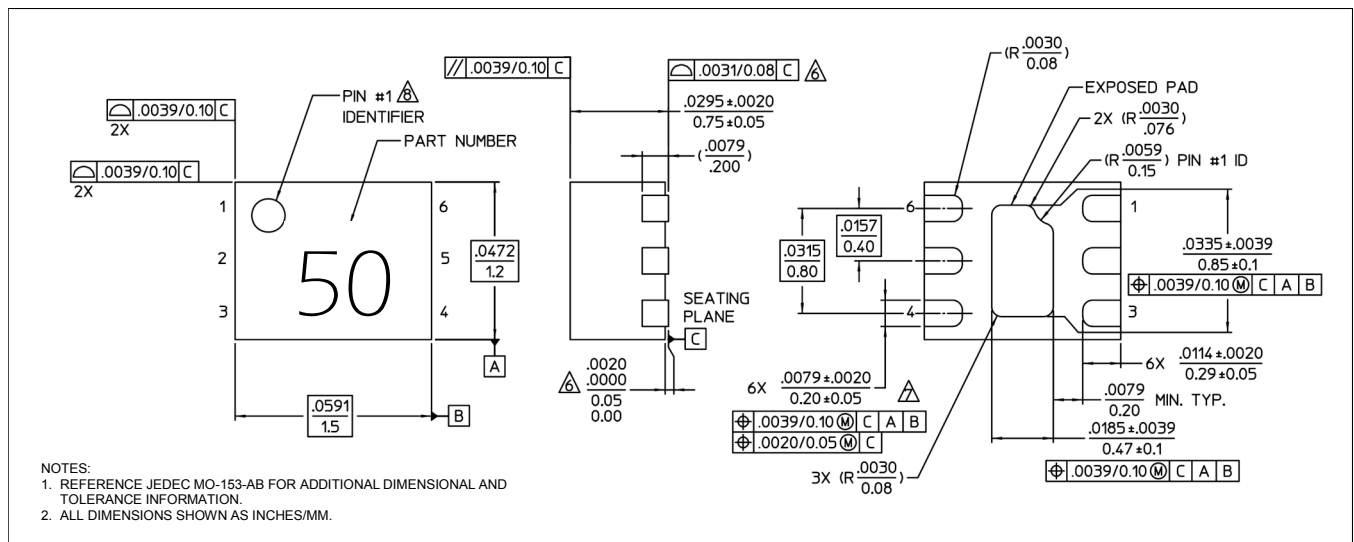 ⌓ .0039/0.10 C
2X
⌓ .0039/0.10 C
2X
PIN #1 8
IDENTIFIER
PART NUMBER
1
2
3
6
5
4
50
.0472
1.2
A
.0591
1.5
B
// .0039/0.10 C
⌓ .0031/0.08 C 6
.0295±.0020
0.75±0.05
(.0079
.200)
SEATING
PLANE
C
6 .0020
.0000
0.05
0.00
(R .0030
0.08)
EXPOSED PAD
2X (R .0030
.076)
(R .0059
0.15) PIN #1 ID
6
4
1
3
.0315
0.80
.0157
0.40
.0335±.0039
0.85±0.1
⌖ .0039/0.10 Ⓜ C A B
6X .0114±.0020
0.29±0.05
.0079
0.20 MIN. TYP.
.0185±.0039
0.47±0.1
⌖ .0039/0.10 Ⓜ C A B
6X .0079±.0020
0.20±0.05 7
⌖ .0039/0.10 Ⓜ C A B
⌖ .0020/0.05 Ⓜ C
3X (R .0030
0.08)
NOTES:
1. REFERENCE JEDEC MO-153-AB FOR ADDITIONAL DIMENSIONAL AND
TOLERANCE INFORMATION.
2. ALL DIMENSIONS SHOWN AS INCHES/MM.